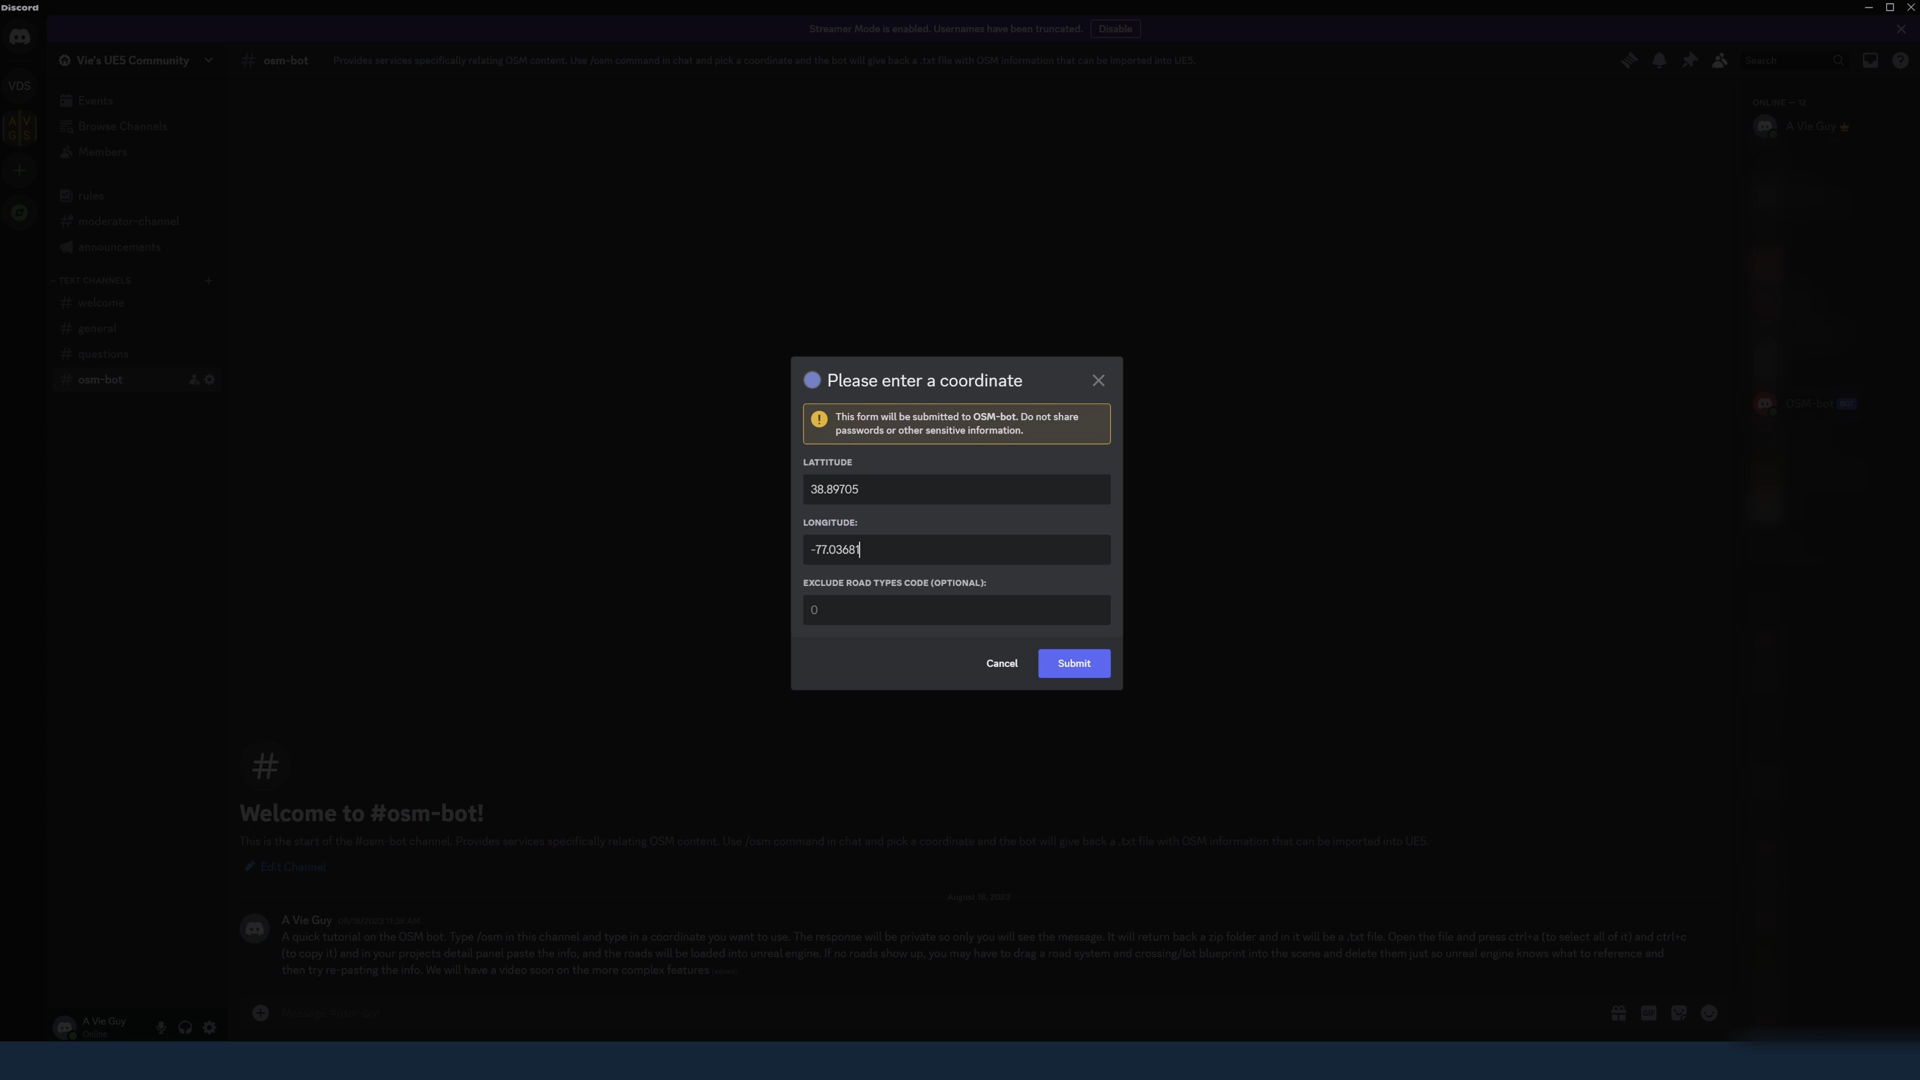 Discord
Streamer Mode is enabled. Usernames have been truncated.
Disable
VDS
A V
G S
Vie's UE5 Community
osm-bot
Provides services specifically relating OSM content. Use /osm command in chat and pick a coordinate and the bot will give back a .txt file with OSM information that can be imported into UE5.
Search
Events
Browse Channels
Members
rules
moderator-channel
announcements
TEXT CHANNELS
welcome
general
questions
osm-bot
ONLINE — 12
A Vie Guy
OSM-bot BOT
Please enter a coordinate
This form will be submitted to OSM-bot. Do not share
passwords or other sensitive information.
LATTITUDE
38.89705
LONGITUDE:
-77.03681
EXCLUDE ROAD TYPES CODE (OPTIONAL):
0
Cancel
Submit
Welcome to #osm-bot!
This is the start of the #osm-bot channel. Provides services specifically relating OSM content. Use /osm command in chat and pick a coordinate and the bot will give back a .txt file with OSM information that can be imported into UE5.
Edit Channel
A Vie Guy
A quick tutorial on the OSM bot. Type /osm in this channel and type in a coordinate you want to use. The response will be private so only you will see the message. It will return back a zip folder and in it will be a .txt file. Open the file and press ctrl+a (to select all of it) and ctrl+c
(to copy it) and in your projects detail panel paste the info, and the roads will be loaded into unreal engine. If no roads show up, you may have to drag a road system and crossing/lot blueprint into the scene and delete them just so unreal engine knows what to reference and
then try re-pasting the info. We will have a video soon on the more complex features (edited)
A Vie Guy
Online